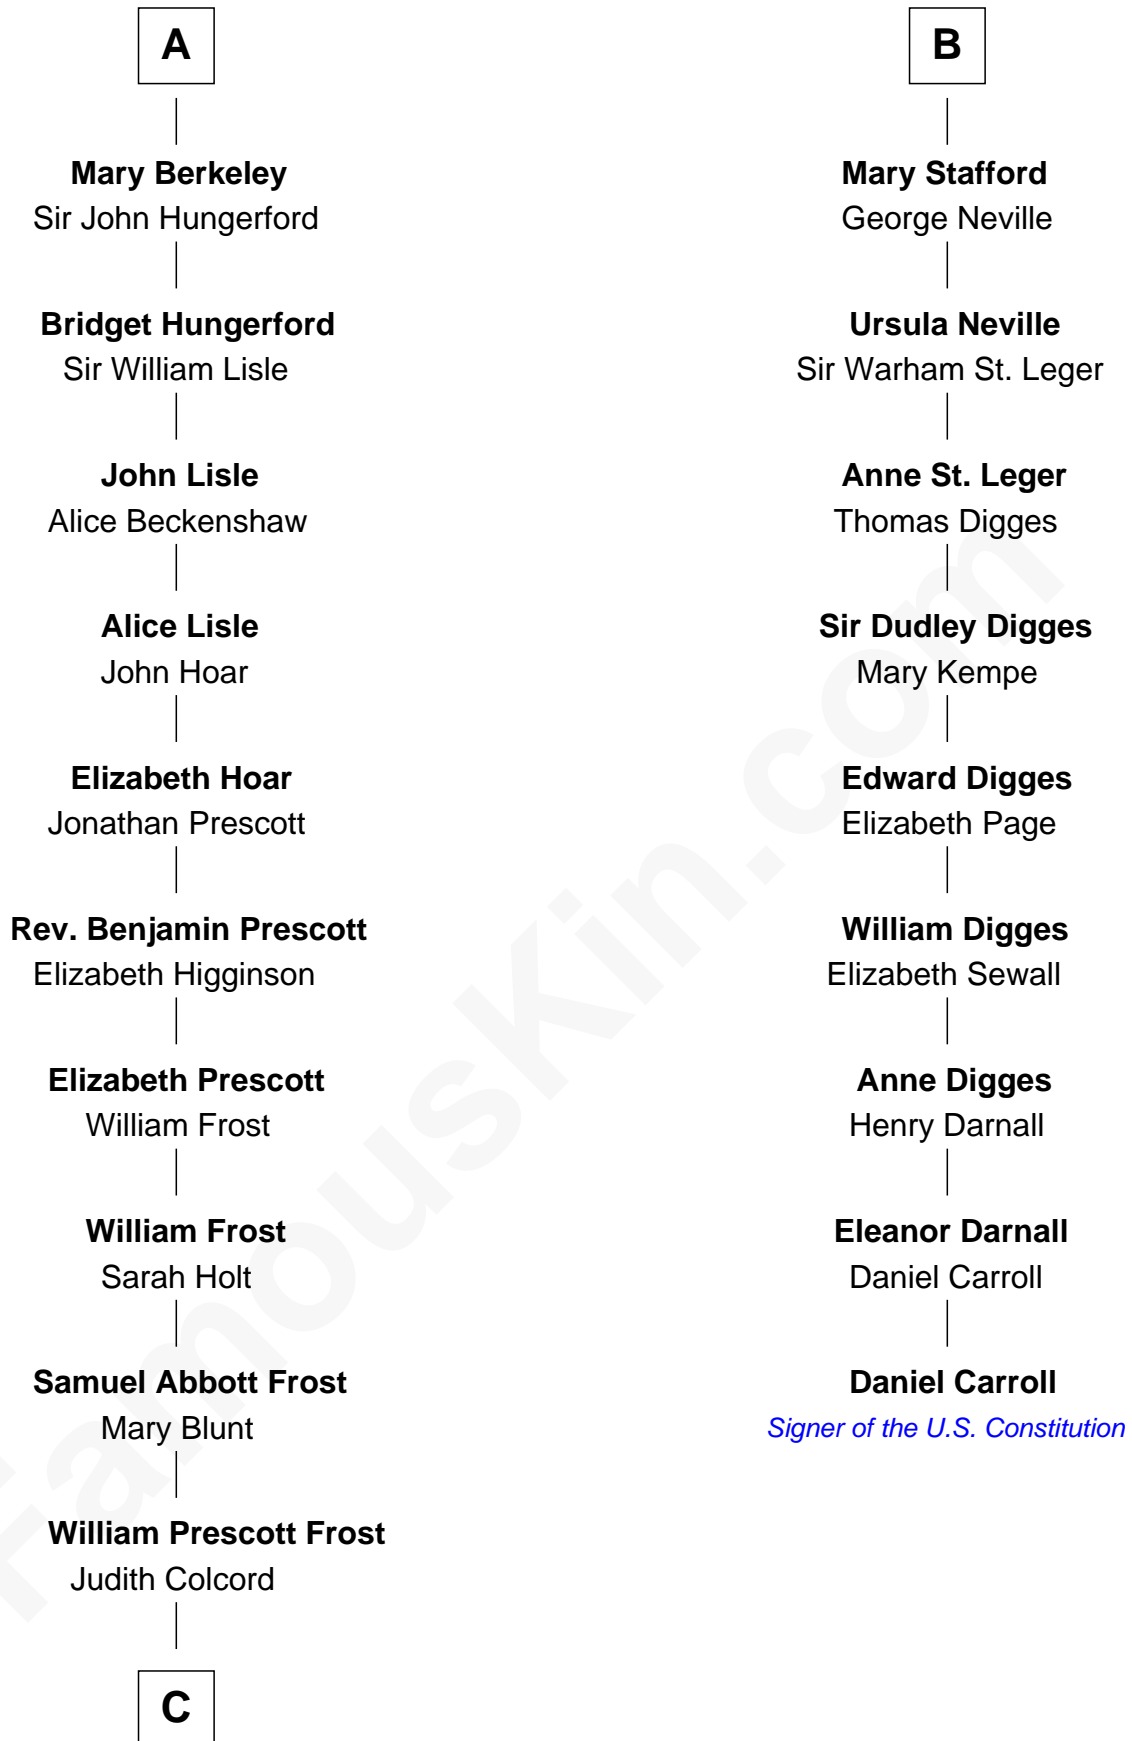 A
Mary Berkeley
Sir John Hungerford
Bridget Hungerford
Sir William Lisle
John Lisle
Alice Beckenshaw
Alice Lisle
John Hoar
Elizabeth Hoar
Jonathan Prescott
Rev. Benjamin Prescott
Elizabeth Higginson
Elizabeth Prescott
William Frost
William Frost
Sarah Holt
Samuel Abbott Frost
Mary Blunt
William Prescott Frost
Judith Colcord
C
B
Mary Stafford
George Neville
Ursula Neville
Sir Warham St. Leger
Anne St. Leger
Thomas Digges
Sir Dudley Digges
Mary Kempe
Edward Digges
Elizabeth Page
William Digges
Elizabeth Sewall
Anne Digges
Henry Darnall
Eleanor Darnall
Daniel Carroll
Daniel Carroll
Signer of the U.S. Constitution
FamousKin.com